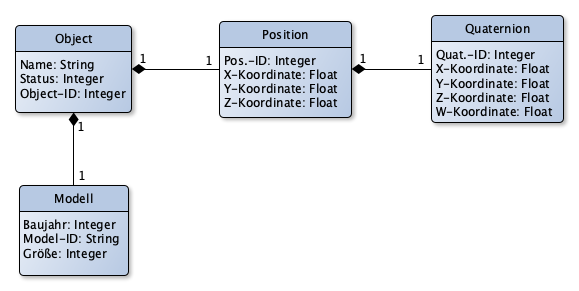 Object
Name: String
Status: Integer
Object-ID: Integer
1
1
Position
Pos.-ID: Integer
X-Koordinate: Float
Y-Koordinate: Float
Z-Koordinate: Float
1
1
Quaternion
Quat.-ID: Integer
X-Koordinate: Float
Y-Koordinate: Float
Z-Koordinate: Float
W-Koordinate: Float
1
1
Modell
Baujahr: Integer
Model-ID: String
Größe: Integer